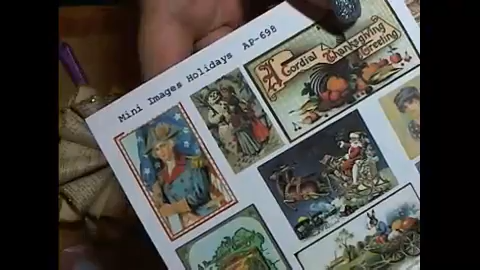 Mini Images Holidays AP-698
A Cordial
Thanksgiving
Greeting